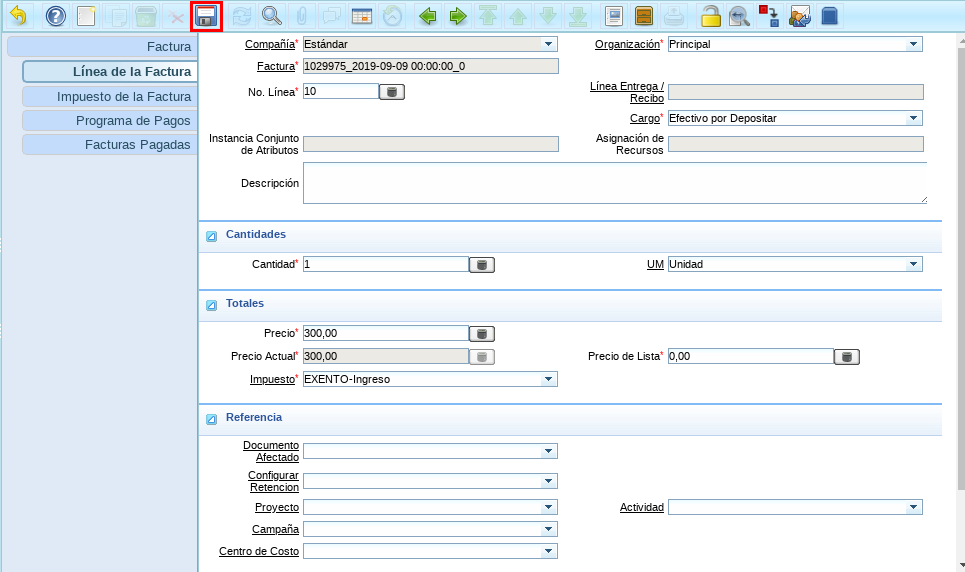 Factura
Línea de la Factura
Impuesto de la Factura
Programa de Pagos
Facturas Pagadas
Compañía* Estándar
Organización* Principal
Factura* 1029975_2019-09-09 00:00:00_0
No. Línea* 10
Línea Entrega /
Recibo
Cargo* Efectivo por Depositar
Instancia Conjunto
de Atributos
Asignación de
Recursos
Descripción
Cantidades
Cantidad* 1
UM Unidad
Totales
Precio* 300,00
Precio Actual* 300,00
Precio de Lista* 0,00
Impuesto* EXENTO-Ingreso
Referencia
Documento
Afectado
Configurar
Retencion
Proyecto
Actividad
Campaña
Centro de Costo